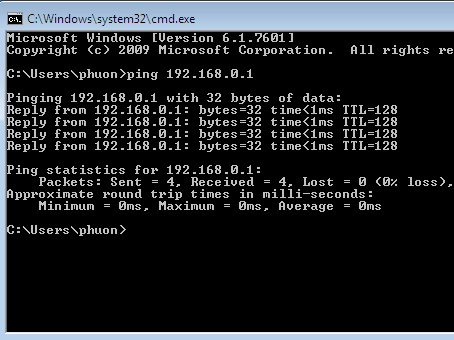 C:\Windows\system32\cmd.exe
Microsoft Windows [Version 6.1.7601]
Copyright (c) 2009 Microsoft Corporation.  All rights re
C:\Users\phuon>ping 192.168.0.1
Pinging 192.168.0.1 with 32 bytes of data:
Reply from 192.168.0.1: bytes=32 time<1ms TTL=128
Reply from 192.168.0.1: bytes=32 time<1ms TTL=128
Reply from 192.168.0.1: bytes=32 time<1ms TTL=128
Reply from 192.168.0.1: bytes=32 time<1ms TTL=128
Ping statistics for 192.168.0.1:
    Packets: Sent = 4, Received = 4, Lost = 0 (0% loss),
Approximate round trip times in milli-seconds:
    Minimum = 0ms, Maximum = 0ms, Average = 0ms
C:\Users\phuon>